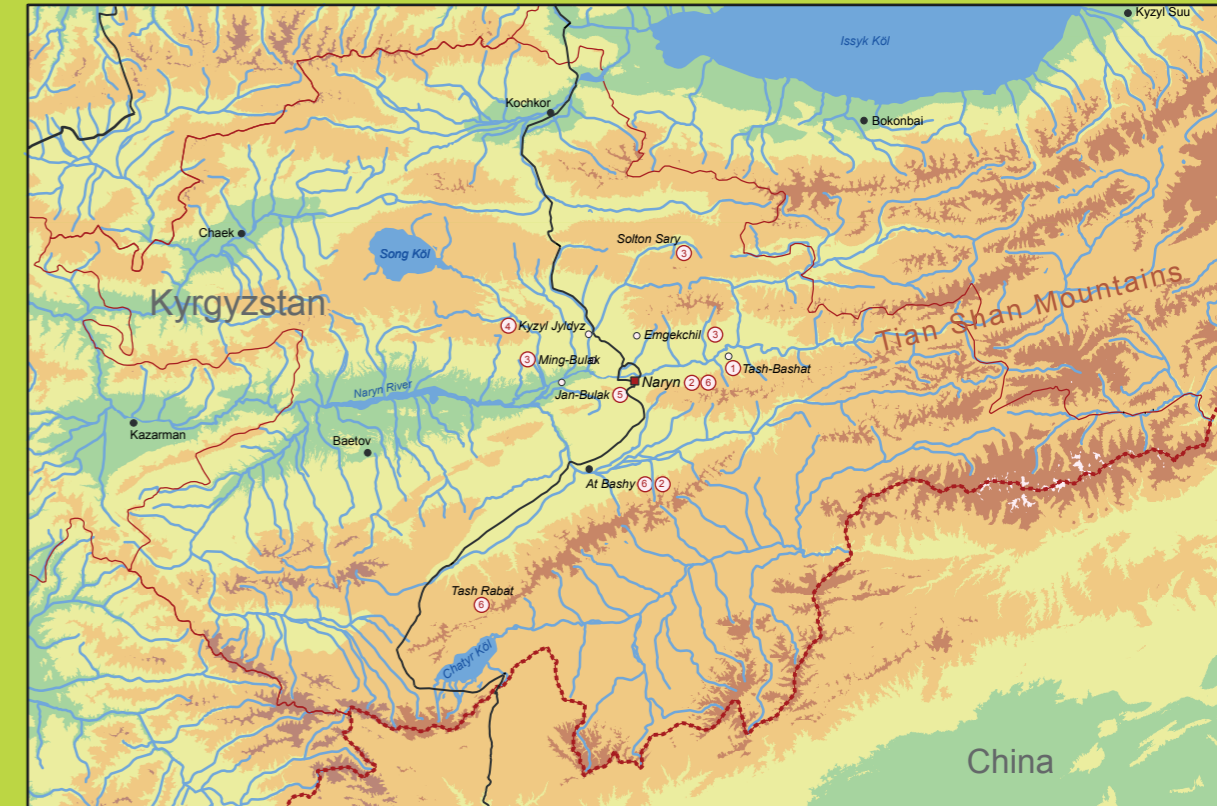 Kyzyl Suu
Issyk Köl
Kochkor
Bokonbai
Chaek
Solton Sary
3
Song Köl
Kyrgyzstan
Tian Shan Mountains
4 Kyzyl Jyldyz
Emgekchil 3
3 Ming-Bulak
1 Tash-Bashat
Naryn 2 6
Naryn River
Jan-Bulak 5
Kazarman
Baetov
At Bashy 6 2
Tash Rabat
6
Chatyr Köl
China